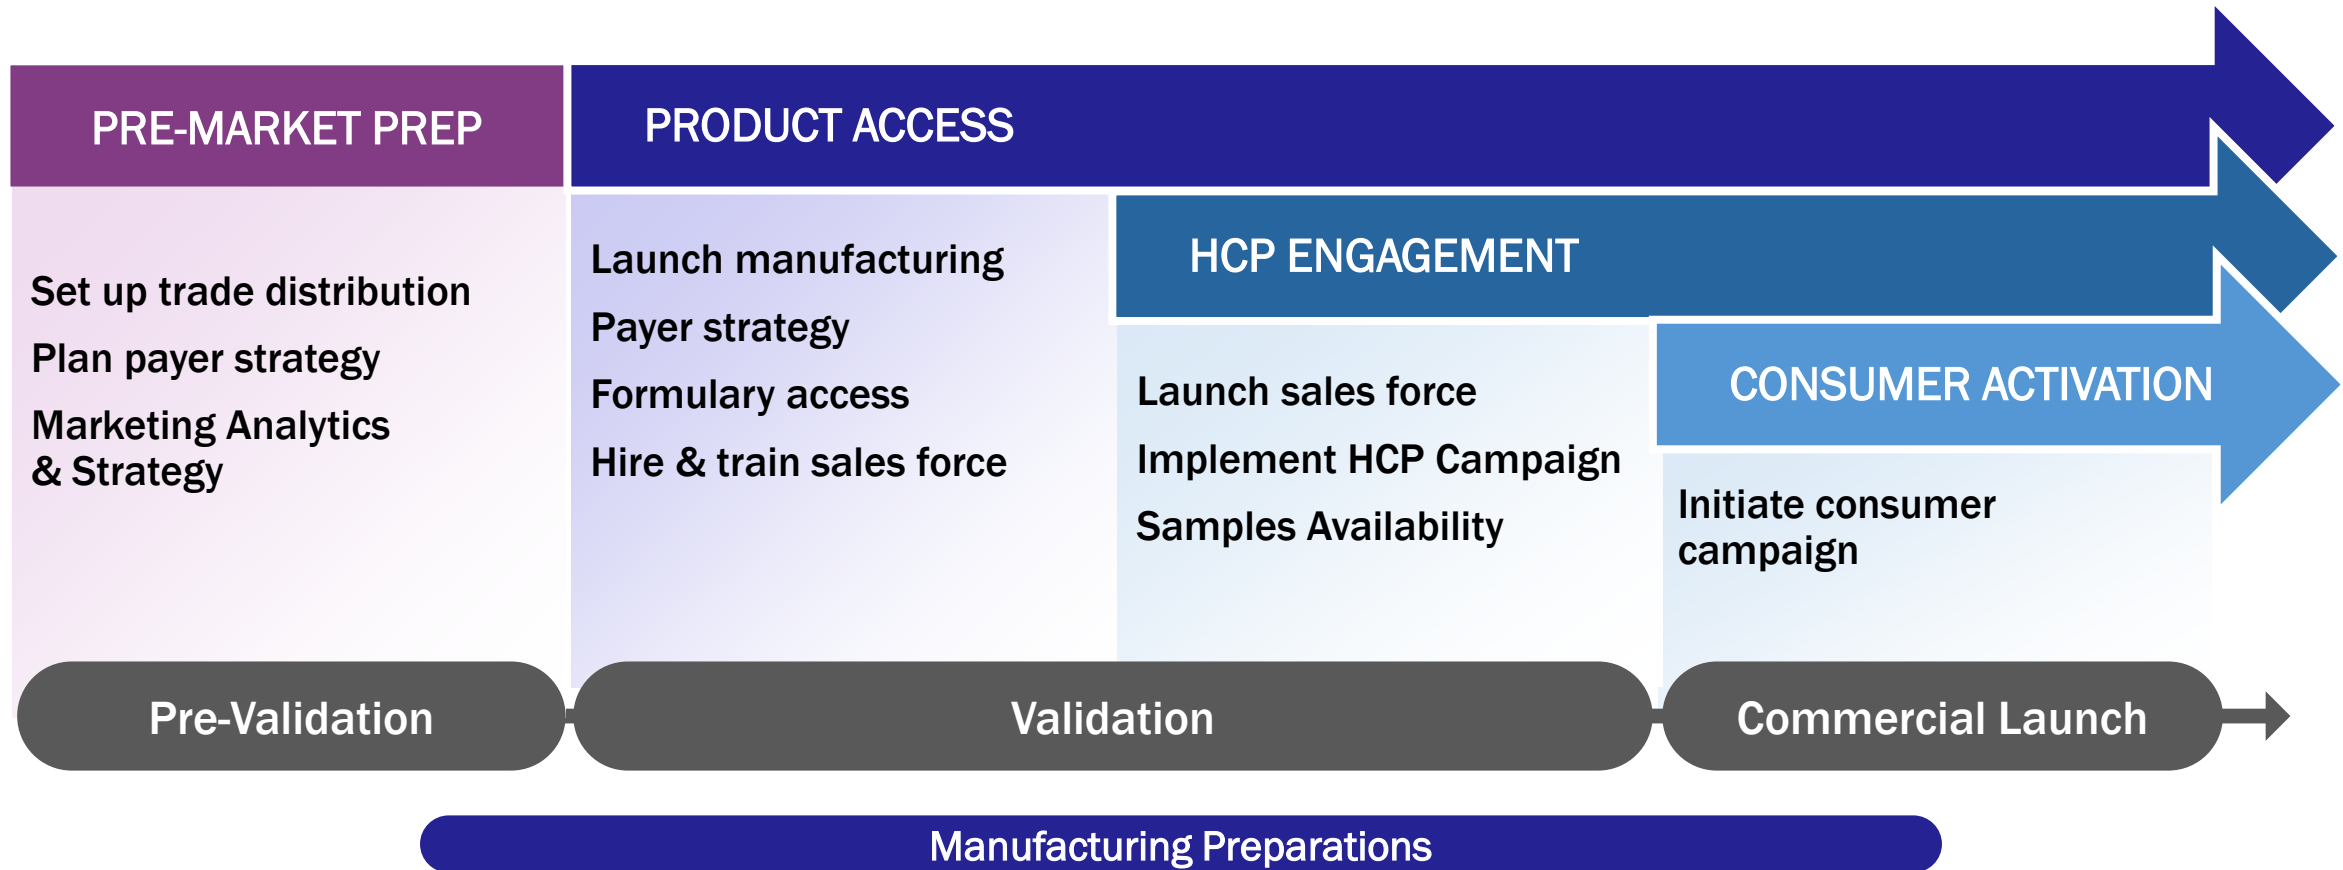 PRE-MARKET PREP
Set up trade distribution
Plan payer strategy
Marketing Analytics
& Strategy
PRODUCT ACCESS
Launch manufacturing
Payer strategy
Formulary access
Hire & train sales force
HCP ENGAGEMENT
Launch sales force
Implement HCP Campaign
Samples Availability
CONSUMER ACTIVATION
Initiate consumer
campaign
Pre-Validation
Validation
Commercial Launch
Manufacturing Preparations